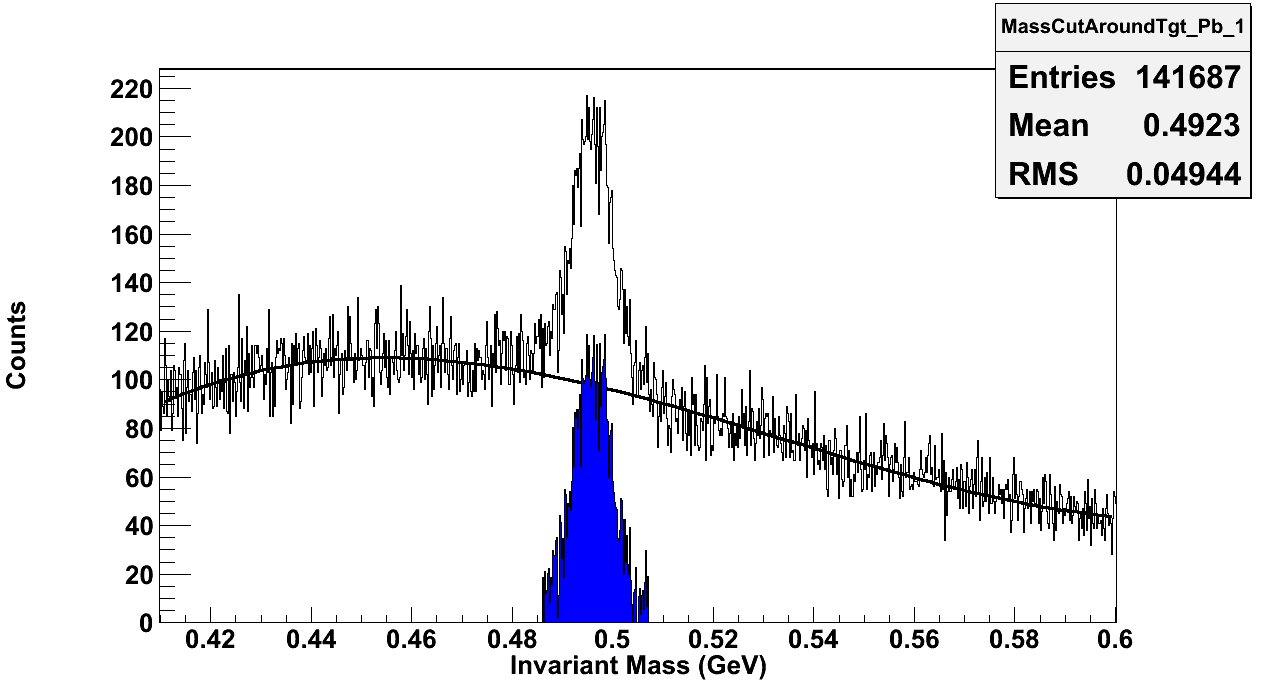 MassCutAroundTgt_Pb_1
Entries 141687
Mean 0.4923
RMS 0.04944
220
200
180
160
140
120
100
80
60
40
20
0
Counts
0.42 0.44 0.46 0.48 0.5 0.52 0.54 0.56 0.58 0.6
Invariant Mass (GeV)